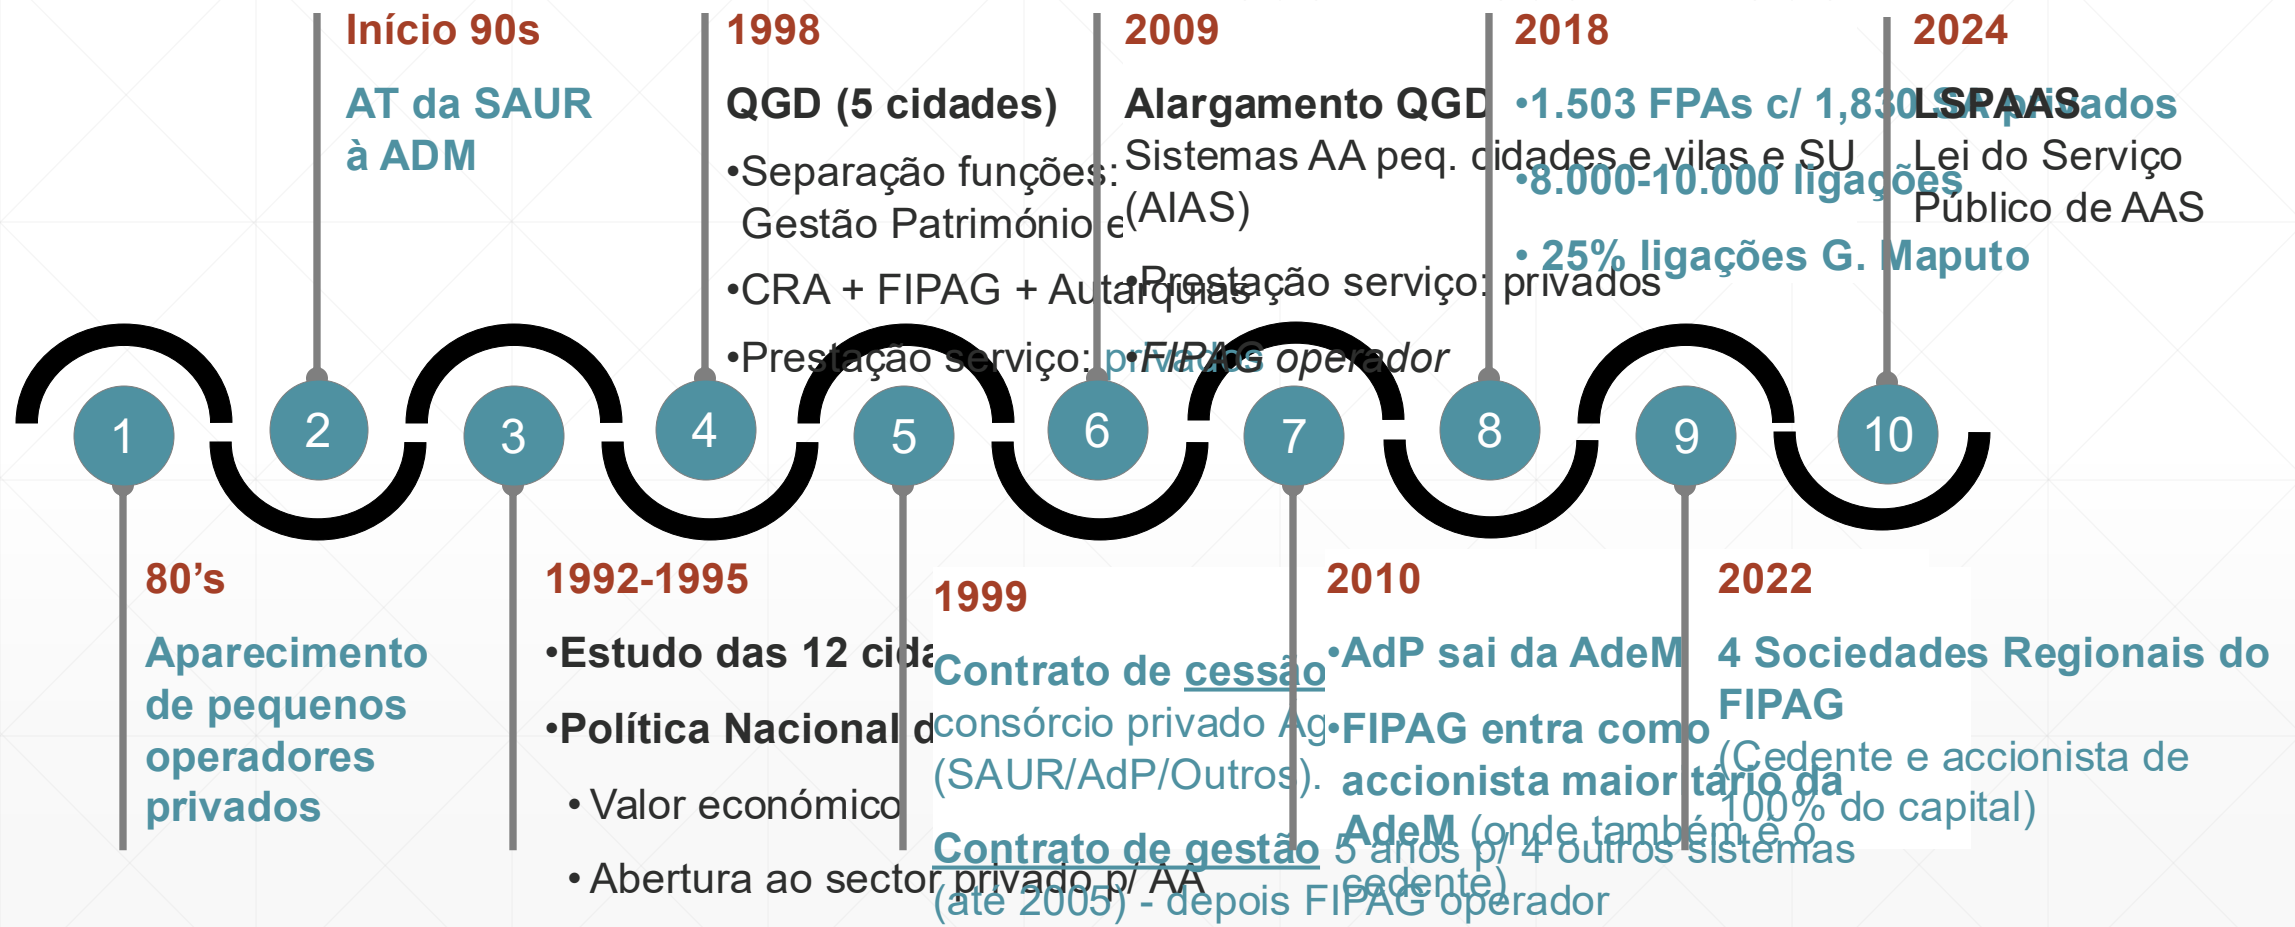 Início 90s
AT da SAUR
à ADM
1998
QGD (5 cidades)
•Separação funções:
Gestão Património e
•CRA + FIPAG + Autarquias
•Prestação serviço: privados
2009
Alargamento QGD
Sistemas AA peq. cidades e vilas e SU
(AIAS)
•Prestação serviço: privados
•FIPAG operador
2018
•1.503 FPAs c/ 1,830 SA privados
•8.000-10.000 ligações
• 25% ligações G. Maputo
2024
LSPAAS
Lei do Serviço
Público de AAS
1
2
3
4
5
6
7
8
9
10
80’s
Aparecimento
de pequenos
operadores
privados
1992-1995
•Estudo das 12
•Política Nacional
• Valor económico
• Abertura ao sector privado p/ AA
1999
Contrato de cessão
consórcio privado
(SAUR/AdP/Outros).
Contrato de gestão 5 anos p/ 4 outros sistemas
(até 2005) - depois FIPAG operador
2010
•AdP sai da AdeM
•FIPAG entra como
accionista maior tário da
AdeM (onde também é o
cedente)
2022
4 Sociedades Regionais do
FIPAG
(Cedente e accionista de
100% do capital)